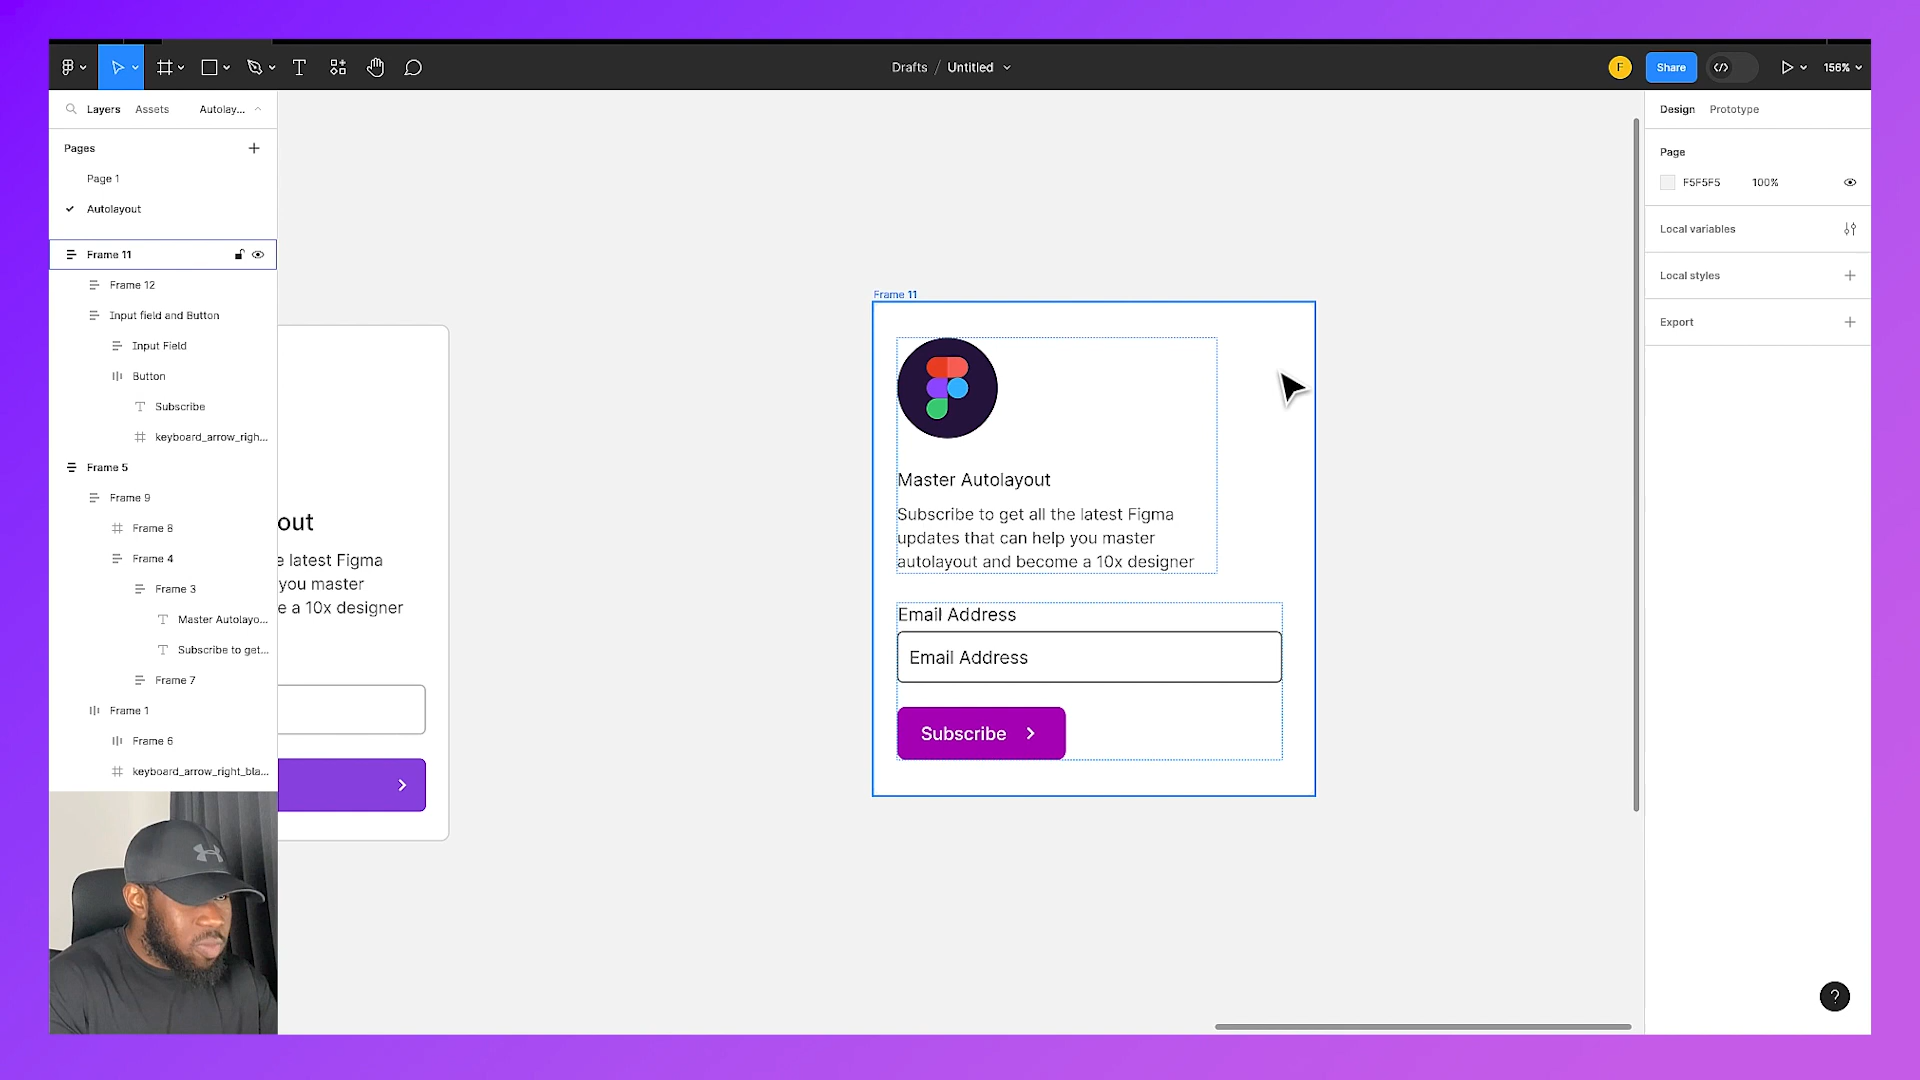 Drafts / Untitled
F
Share
156%
Layers
Assets
Autolay...
Pages
Page 1
Autolayout
Frame 11
Frame 12
Input field and Button
Input Field
Button
Subscribe
keyboard_arrow_righ...
Frame 5
Frame 9
Frame 8
Frame 4
Frame 3
Master Autolayo...
Subscribe to get...
Frame 7
Frame 1
Frame 6
keyboard_arrow_right_bla...
out
e latest Figma
you master
e a 10x designer
Frame 11
Master Autolayout
Subscribe to get all the latest Figma
updates that can help you master
autolayout and become a 10x designer
Email Address
Email Address
Subscribe
Design
Prototype
Page
F5F5F5
100%
Local variables
Local styles
Export
?